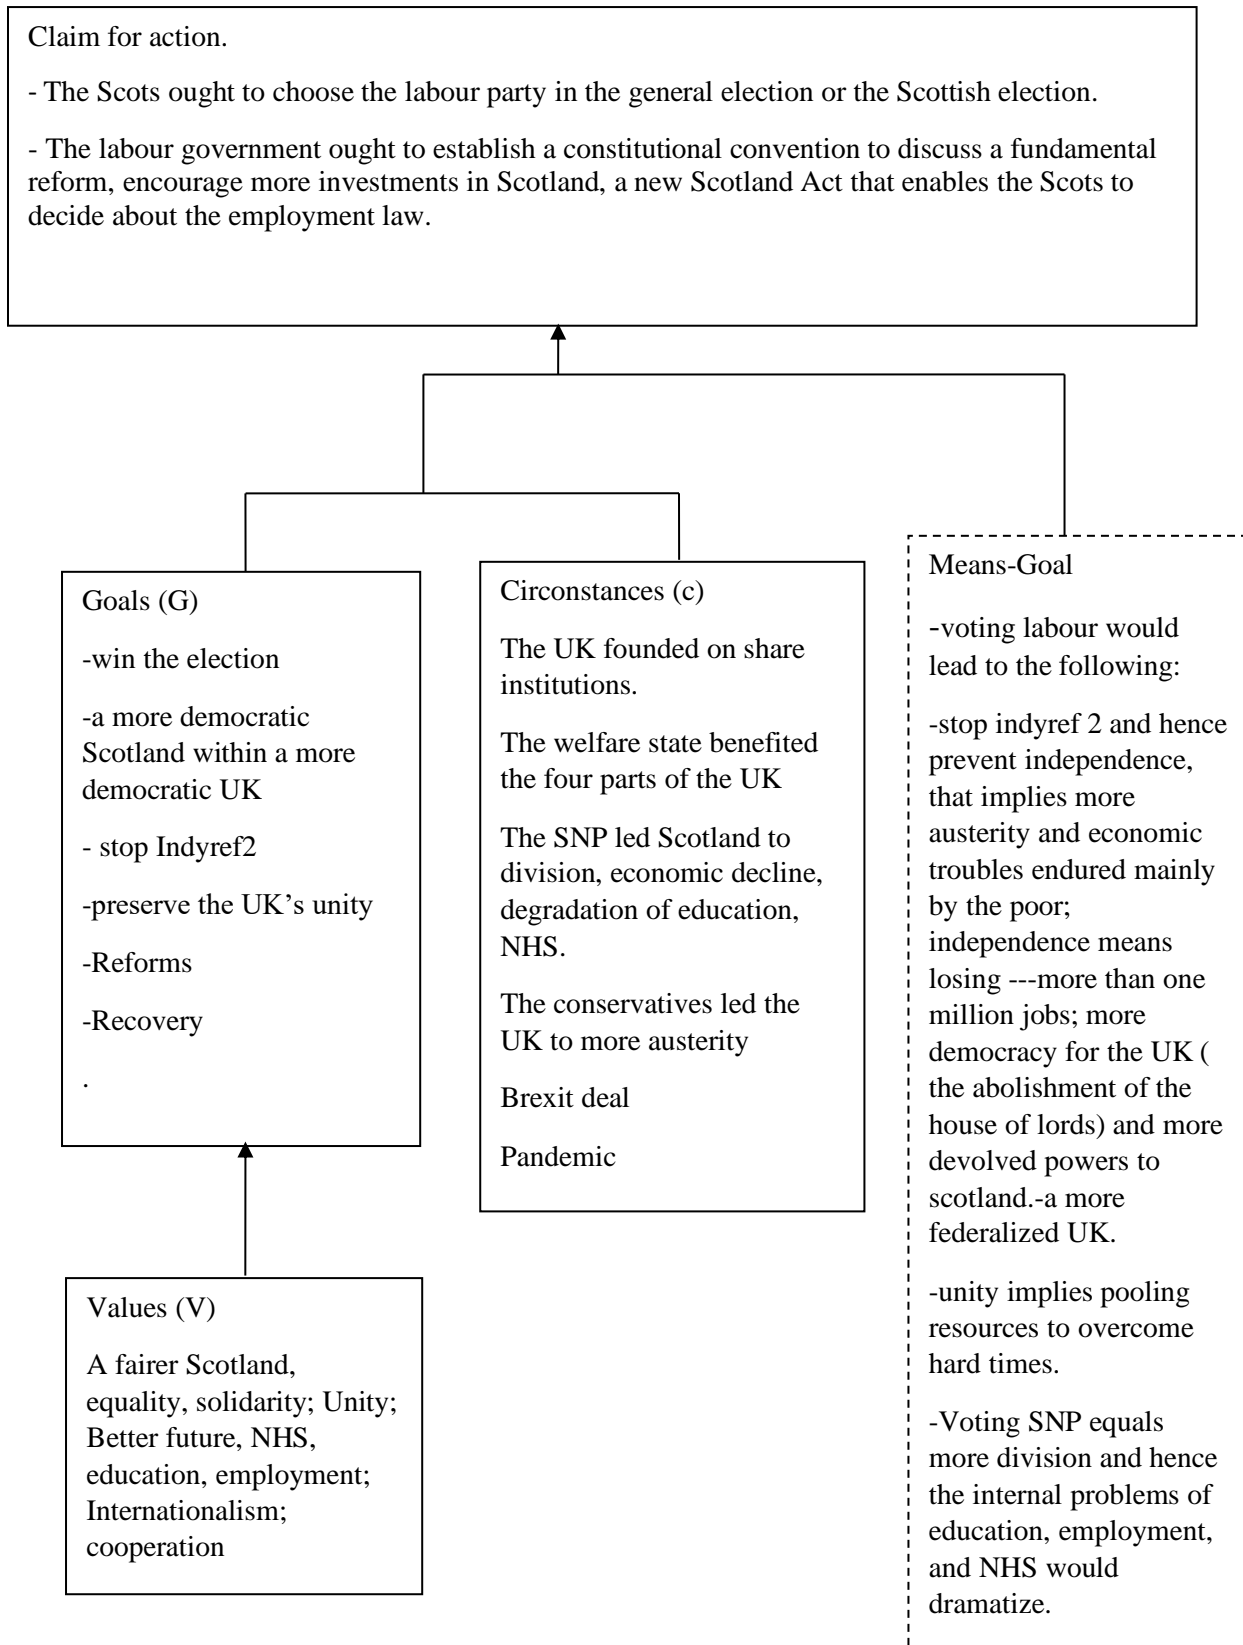 Claim for action.
- The Scots ought to choose the labour party in the general election or the Scottish election.
- The labour government ought to establish a constitutional convention to discuss a fundamental
reform, encourage more investments in Scotland, a new Scotland Act that enables the Scots to
decide about the employment law.
Goals (G)
-win the election
-a more democratic
Scotland within a more
democratic UK
- stop Indyref2
-preserve the UK's unity
-Reforms
-Recovery
.
Circonstances (c)
The UK founded on share
institutions.
The welfare state benefited
the four parts of the UK
The SNP led Scotland to
division, economic decline,
degradation of education,
NHS.
The conservatives led the
UK to more austerity
Brexit deal
Pandemic
Means-Goal
-voting labour would
lead to the following:
-stop indyref 2 and hence
prevent independence,
that implies more
austerity and economic
troubles endured mainly
by the poor;
independence means
losing ---more than one
million jobs; more
democracy for the UK (
the abolishment of the
house of lords) and more
devolved powers to
scotland.-a more
federalized UK.
-unity implies pooling
resources to overcome
hard times.
-Voting SNP equals
more division and hence
the internal problems of
education, employment,
and NHS would
dramatize.
Values (V)
A fairer Scotland,
equality, solidarity; Unity;
Better future, NHS,
education, employment;
Internationalism;
cooperation